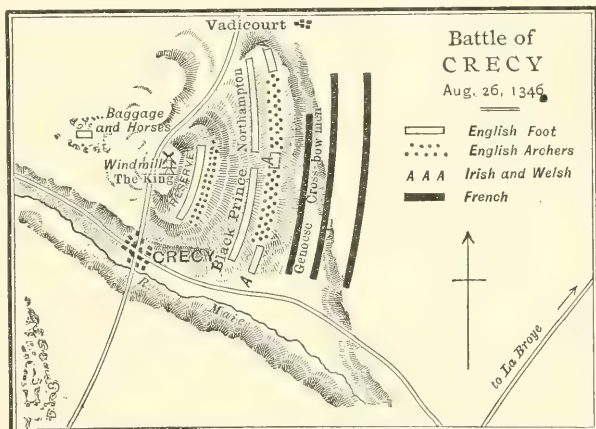 Vadicourt
Battle of
CRECY
Aug. 26, 1346
English Foot
English Archers
A A A Irish and Welsh
French
Baggage
and Horses
Windmill
The King
RESERVE
Northampton
Black Prince
A
A
A
Genoese Cross-bow men
CRECY
R. Maie
to La Broye